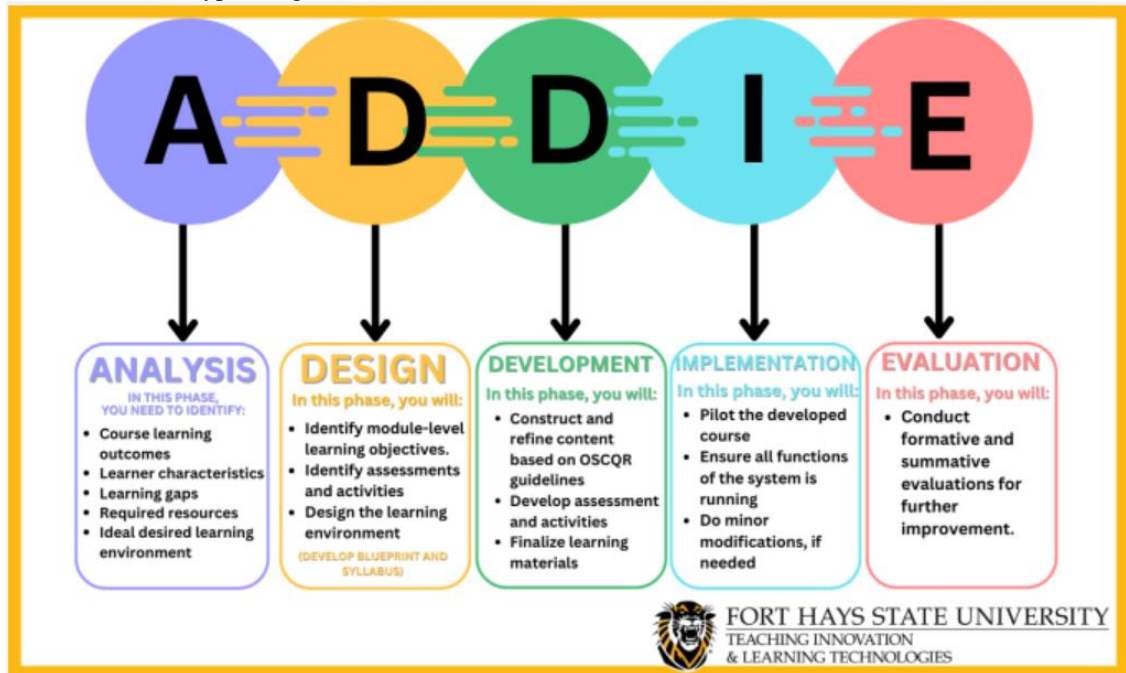 A D D I E
ANALYSIS
IN THIS PHASE,
YOU NEED TO IDENTIFY:
• Course learning
outcomes
• Learner characteristics
• Learning gaps
• Required resources
• Ideal desired learning
environment
DESIGN
In this phase, you will:
• Identify module-level
learning objectives.
• Identify assessments
and activities
• Design the learning
environment
(DEVELOP BLUEPRINT AND
SYLLABUS)
DEVELOPMENT
In this phase, you will:
• Construct and
refine content
based on OSCQR
guidelines
• Develop assessment
and activities
• Finalize learning
materials
IMPLEMENTATION
In this phase, you will:
• Pilot the developed
course
• Ensure all functions
of the system is
running
• Do minor
modifications, if
needed
EVALUATION
In this phase, you will:
• Conduct
formative and
summative
evaluations for
further
improvement.
FORT HAYS STATE UNIVERSITY
TEACHING INNOVATION
& LEARNING TECHNOLOGIES